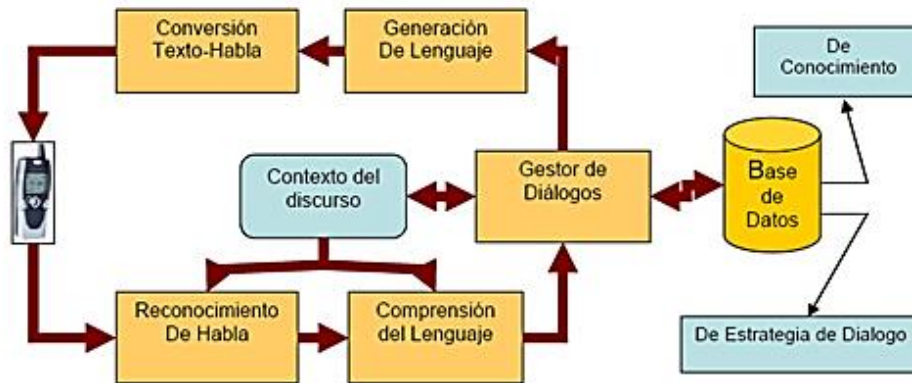 Conversión
Texto-Habla
Generación
De Lenguaje
De
Conocimiento
Contexto del
discurso
Gestor de
Diálogos
Base
de
Datos
Reconocimiento
De Habla
Comprensión
del Lenguaje
De Estrategia de Dialogo